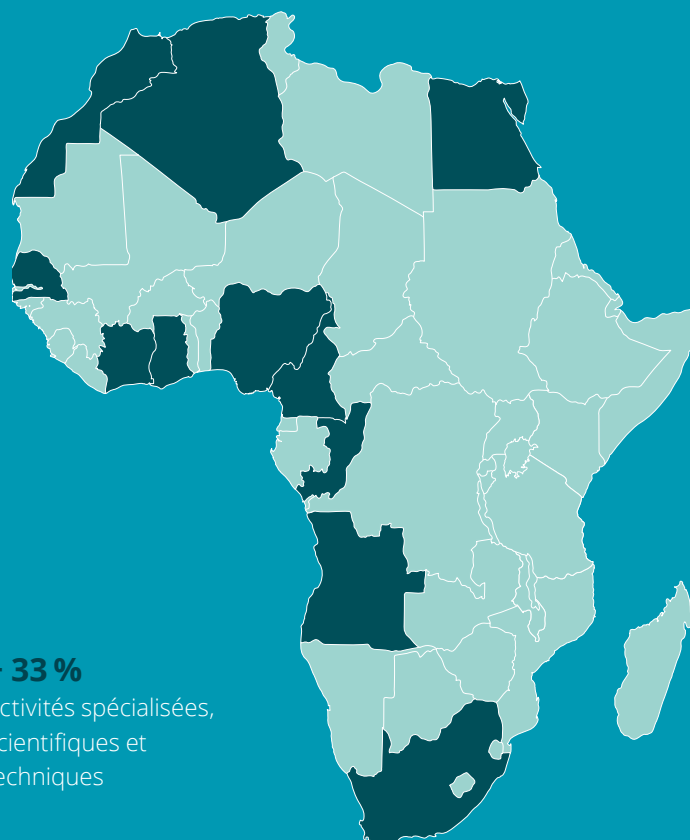 33 %
ctivités spécialisées,
cientifiques et
echniques